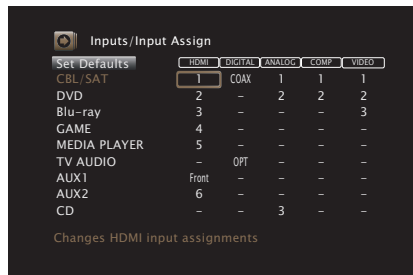 Inputs/Input Assign
Set Defaults HDMI DIGITAL ANALOG COMP VIDEO
CBL/SAT 1 COAX 1 1 1
DVD 2 – 2 2 2
Blu-ray 3 – – – 3
GAME 4 – – – –
MEDIA PLAYER 5 – – – –
TV AUDIO – OPT – – –
AUX1 Front – – – –
AUX2 6 – – – –
CD – – 3 – –
Changes HDMI input assignments